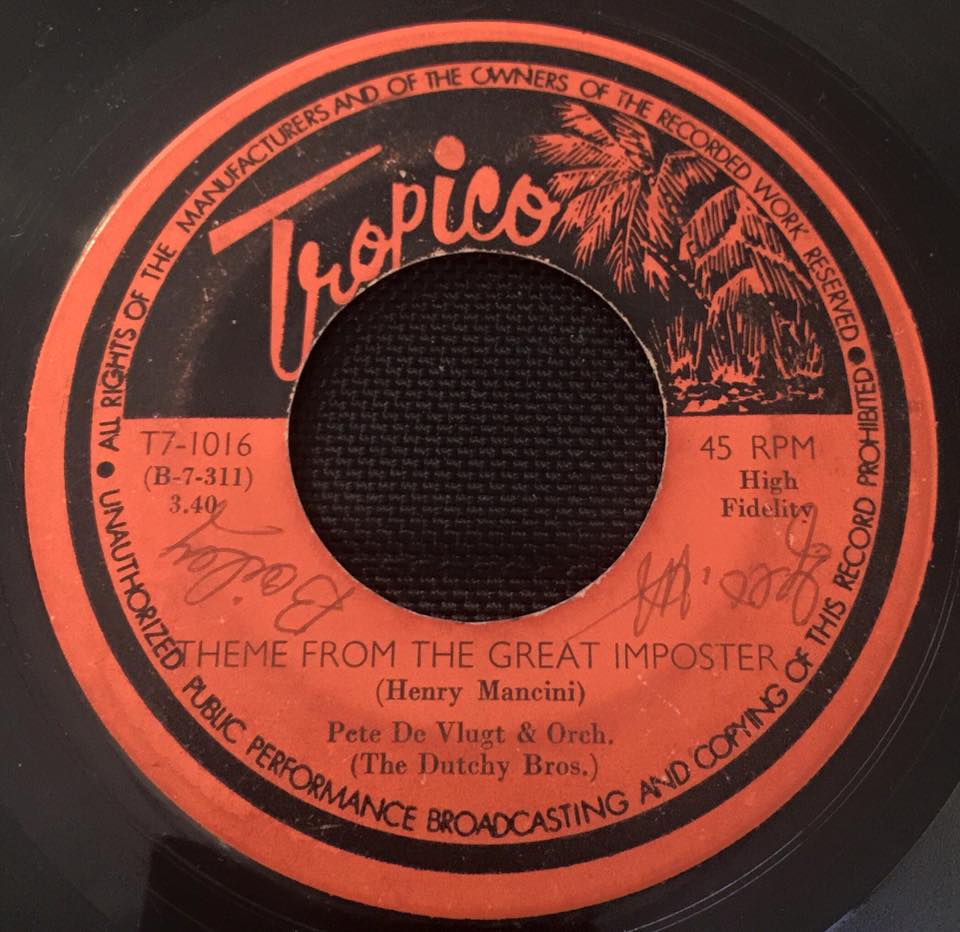 ALL RIGHTS OF THE MANUFACTURERS AND OF THE OWNERS OF THE RECORDED WORK RESERVED
UNAUTHORIZED PUBLIC PERFORMANCE BROADCASTING AND COPYING OF THIS RECORD PROHIBITED
Tropico
T7-1016
(B-7-311)
3.40
45 RPM
High
Fidelity
Bailay
THEME FROM THE GREAT IMPOSTER
(Henry Mancini)
Pete De Vlugt & Orch.
(The Dutchy Bros.)